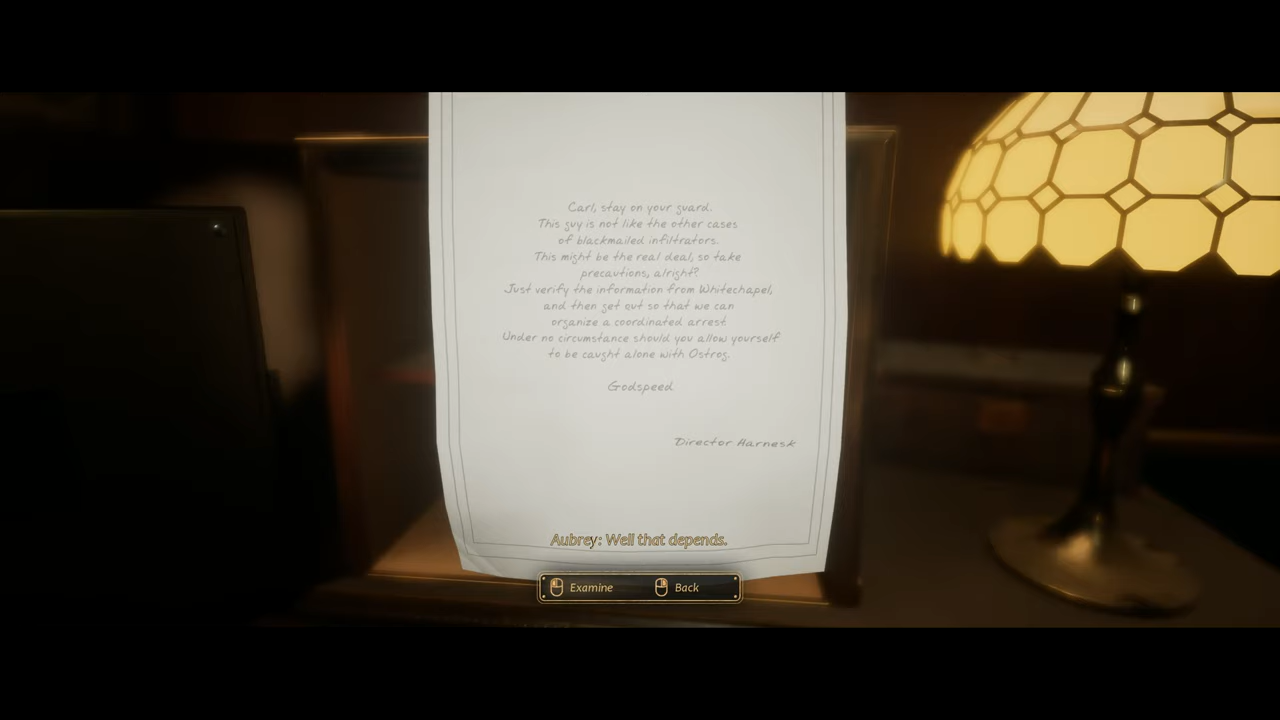 Carl, stay on your guard.
This guy is not like the other cases
of blackmailed infiltrators.
This might be the real deal, so take
precautions, alright?
Just verify the information from Whitechapel,
and then get out so that we can
organize a coordinated arrest.
Under no circumstance should you allow yourself
to be caught alone with Ostrog.
Godspeed
Director Aarnesk
Aubrey: Well that depends.
Examine Back